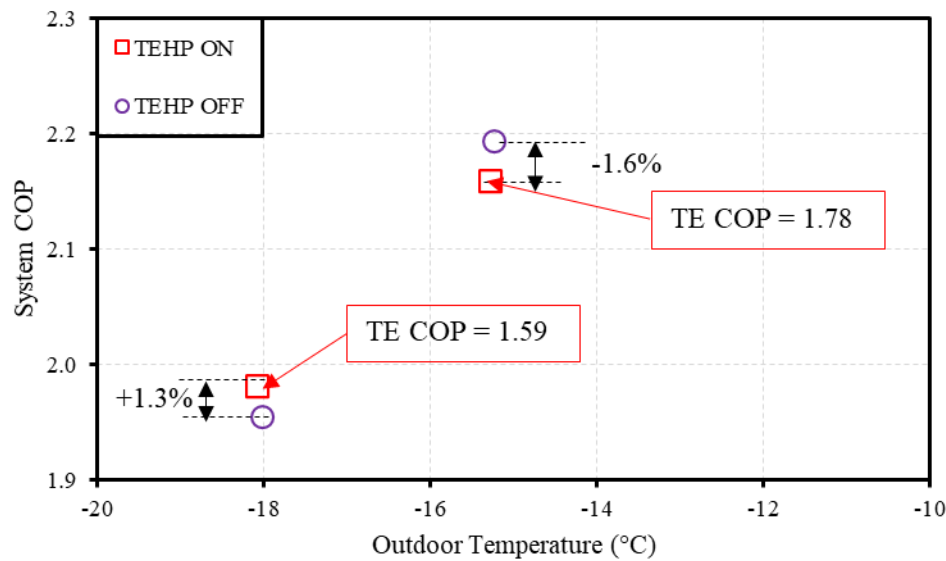 2.3
TEHP ON
TEHP OFF
2.2
-1.6%
TE COP = 1.78
System COP
2.1
TE COP = 1.59
2.0
+1.3%
1.9
-20
-18
-16
-14
-12
-10
Outdoor Temperature (°C)